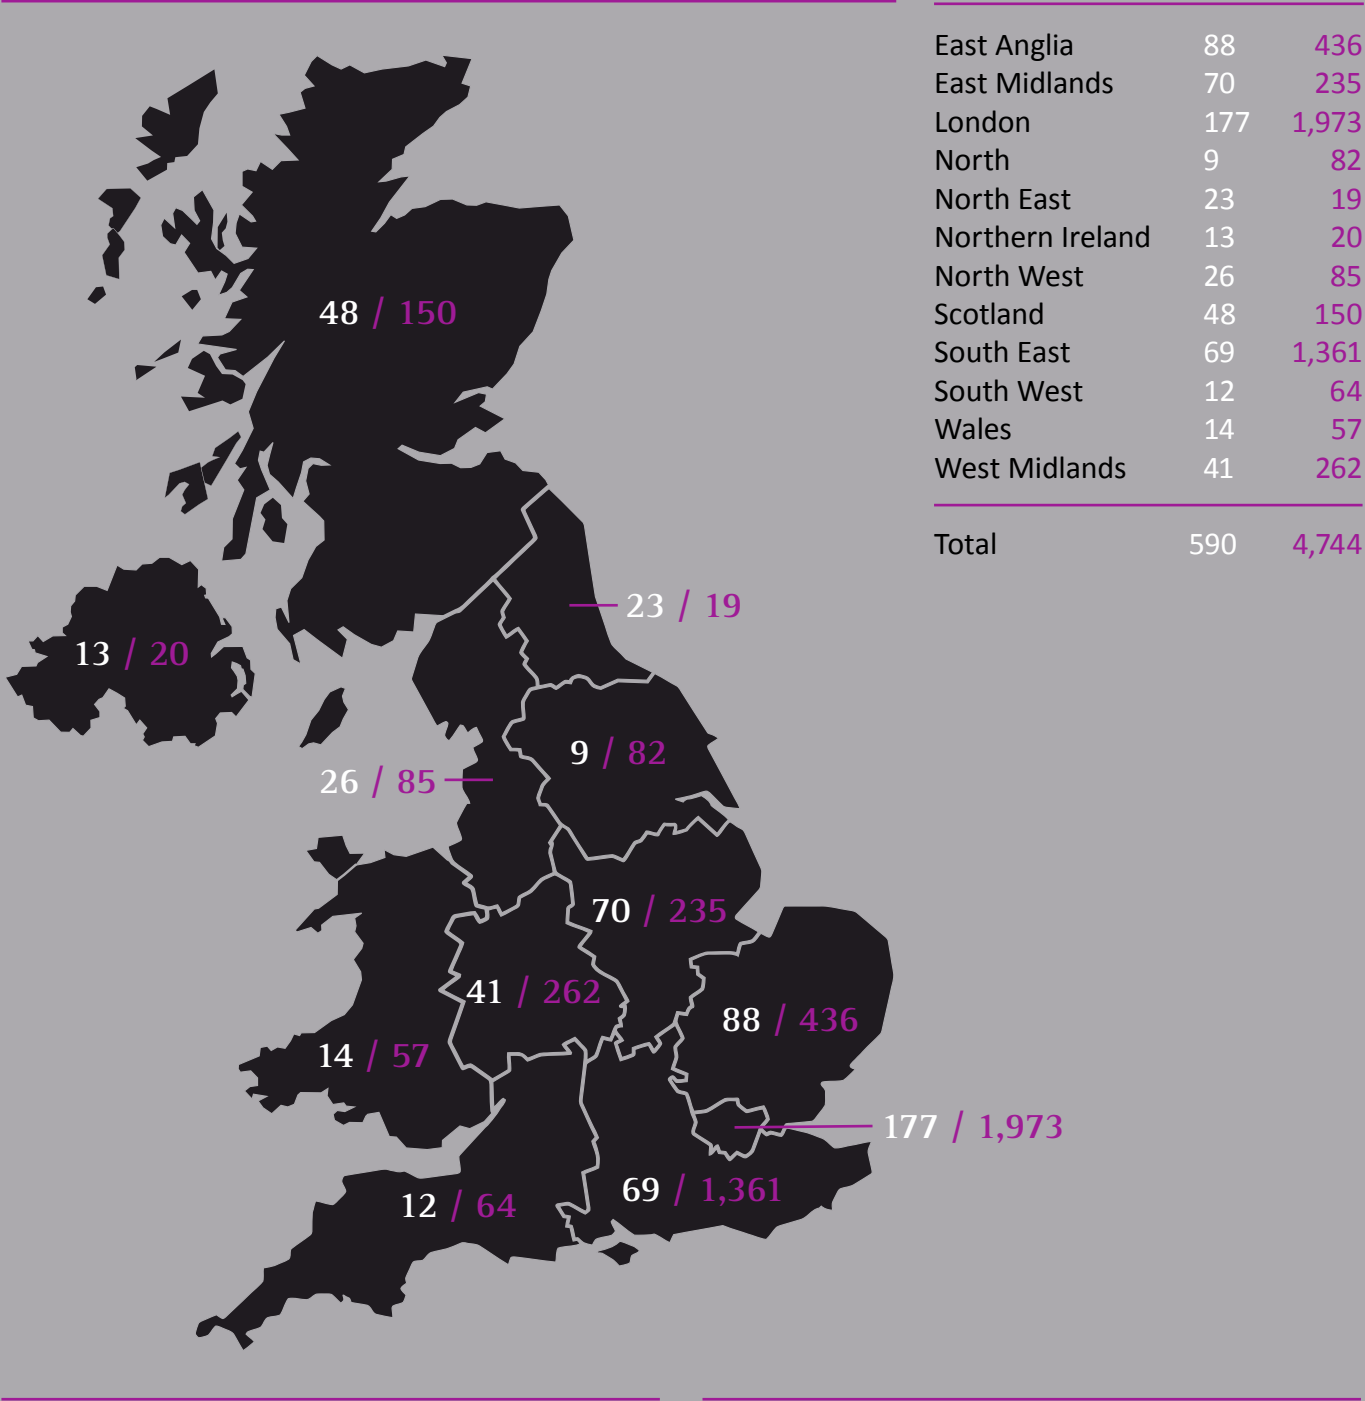 East Anglia 88 436
East Midlands 70 235
London 177 1,973
North 9 82
North East 23 19
Northern Ireland 13 20
North West 26 85
Scotland 48 150
South East 69 1,361
South West 12 64
Wales 14 57
West Midlands 41 262
Total 590 4,744
48 / 150
23 / 19
13 / 20
9 / 82
26 / 85
70 / 235
41 / 262
88 / 436
14 / 57
177 / 1,973
69 / 1,361
12 / 64